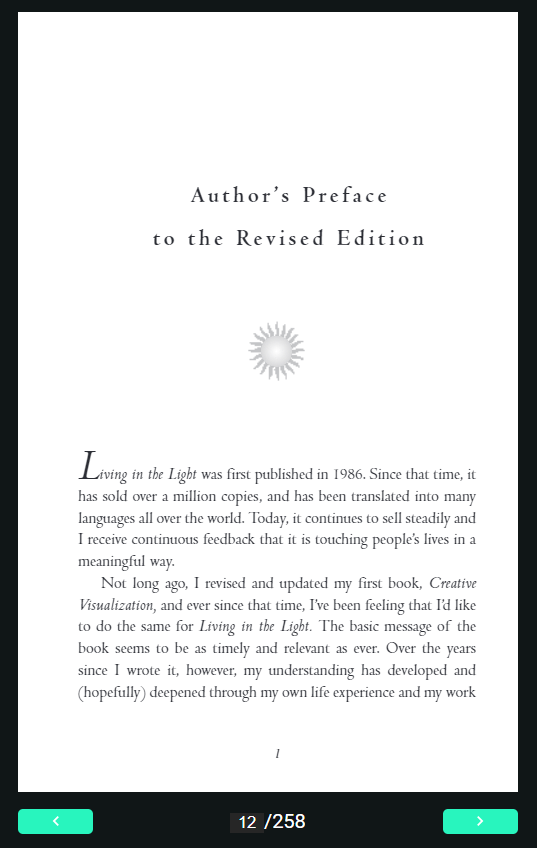 Author's Preface
to the Revised Edition
Living in the Light was first published in 1986. Since that time, it
has sold over a million copies, and has been translated into many
languages all over the world. Today, it continues to sell steadily and
I receive continuous feedback that it is touching people's lives in a
meaningful way.
Not long ago, I revised and updated my first book, Creative
Visualization, and ever since that time, I've been feeling that I'd like
to do the same for Living in the Light. The basic message of the
book seems to be as timely and relevant as ever. Over the years
since I wrote it, however, my understanding has developed and
(hopefully) deepened through my own life experience and my work
1
12 /258